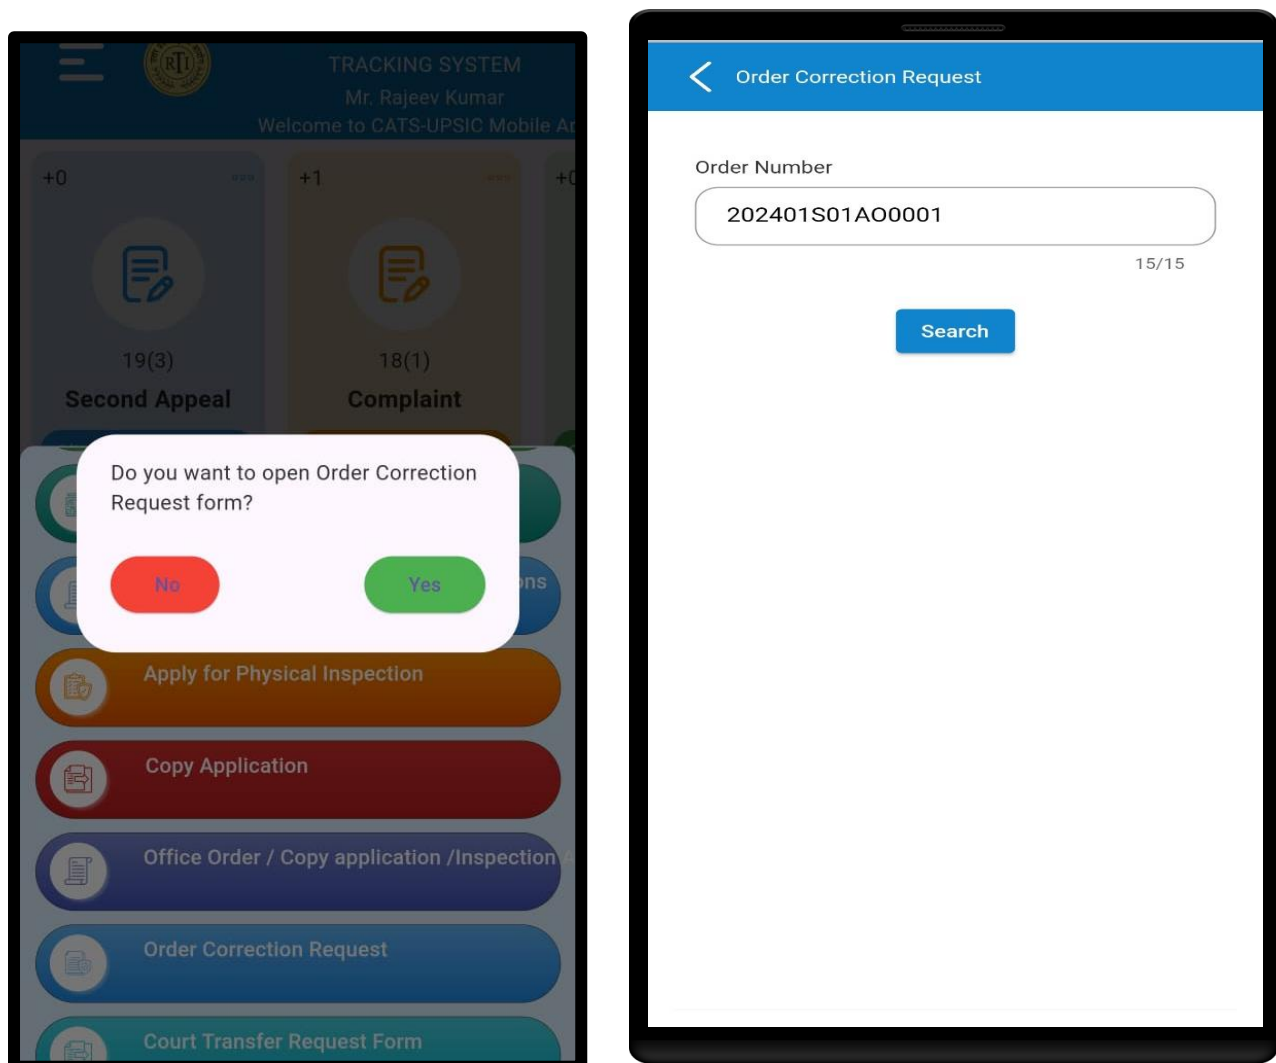 RTI
TRACKING SYSTEM
Mr. Rajeev Kumar
Welcome to CATS-UPSIC Mobile
+0
+1
19(3)
18(1)
Second Appeal
Complaint
Do you want to open Order Correction
Request form?
No
Yes
Apply for Physical Inspection
Copy Application
Office Order / Copy application /Inspection
Order Correction Request
Court Transfer Request Form
Order Correction Request
Order Number
202401S01AO0001
15/15
Search